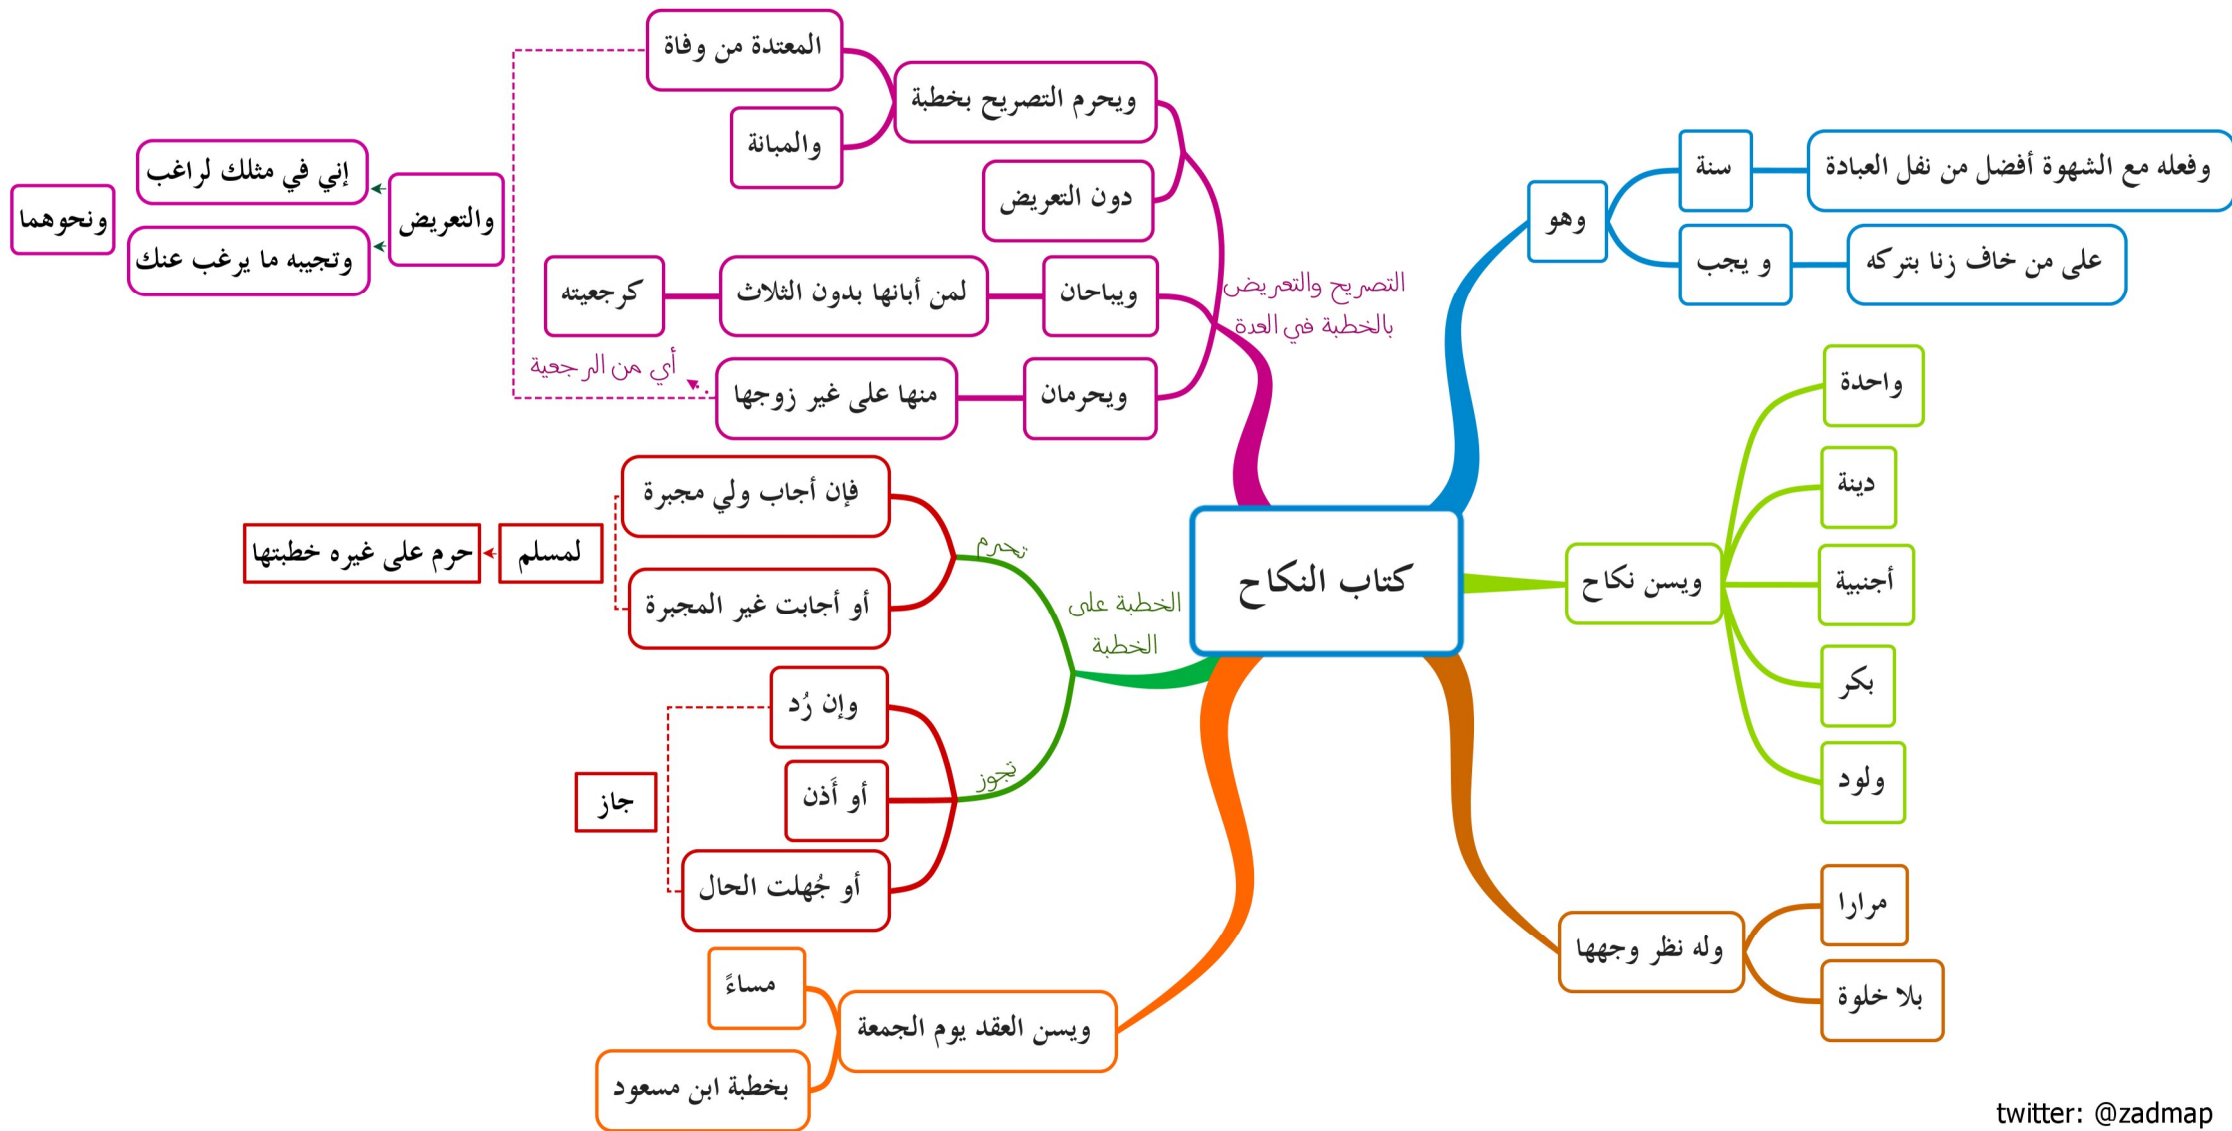 كتاب النكاح
وهو
سنة
وفعله مع الشهوة أفضل من نفل العبادة
و يجب
على من خاف زنا بتركه
ويسن نكاح
واحدة
دينة
أجنبية
بكر
ولود
وله نظر وجهها
مرارا
بلا خلوة
التصريح والتعريض
بالخطبة في العدة
ويحرم التصريح بخطبة
المعتدة من وفاة
والمبانة
دون التعريض
ويباحان
لمن أبانها بدون الثلاث
كرجعيته
ويحرمان
منها على غير زوجها
أي من الرجعية
والتعريض
إني في مثلك لراغب
وتجيبه ما يرغب عنك
ونحوهما
الخطبة على
الخطبة
تحرم
فإن أجاب ولي مجبرة
أو أجابت غير المجبرة
لمسلم
حرم على غيره خطبتها
تجوز
وإن رُد
أو أَذن
أو جُهلت الحال
جاز
ويسن العقد يوم الجمعة
مساءً
بخطبة ابن مسعود
twitter: @zadmap